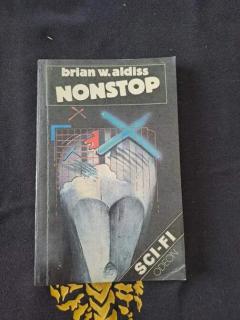 brian w. aldiss
NONSTOP
SCI-FI
ODEON